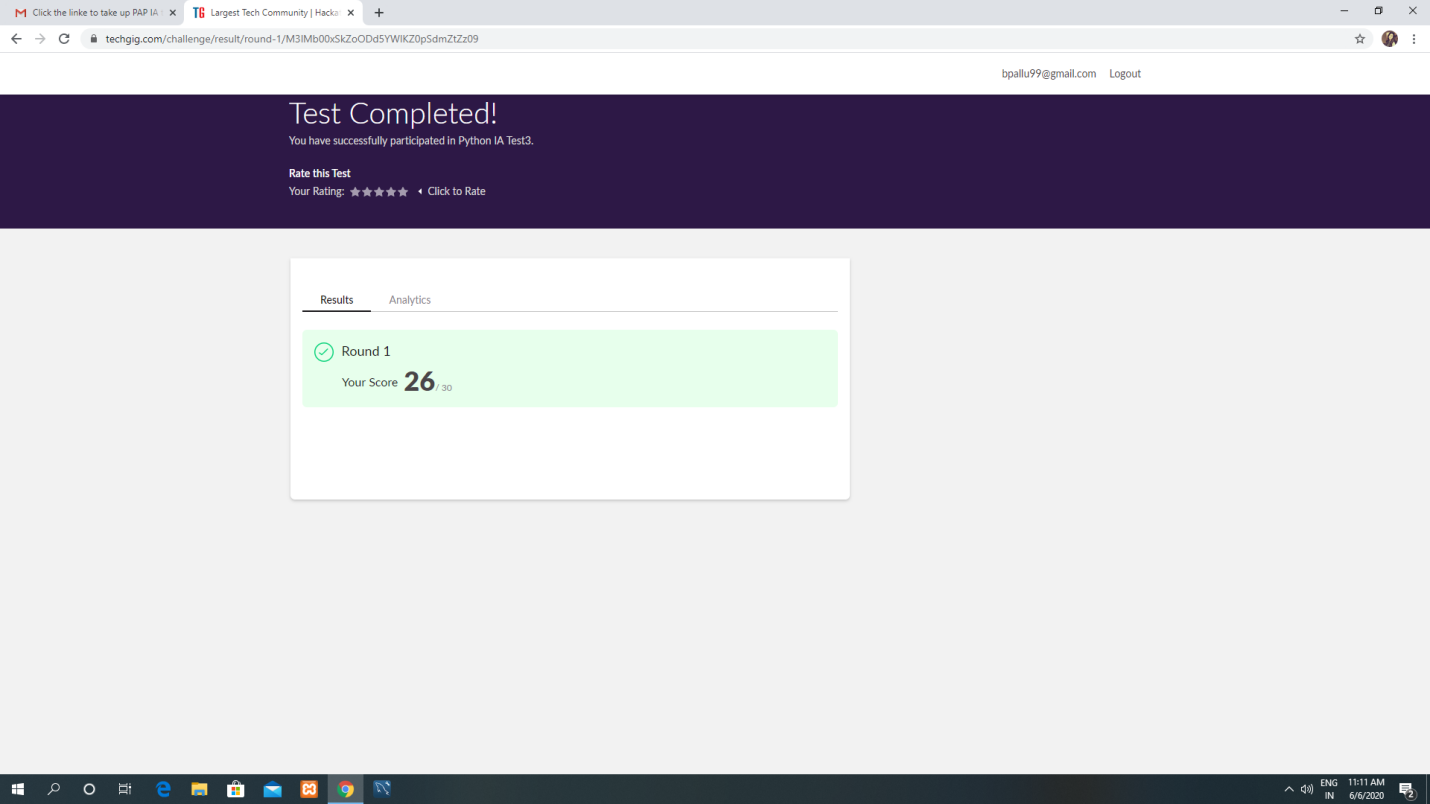 Click the linke to take up PAP IA
TG Largest Tech Community | Hacka
techgig.com/challenge/result/round-1/M3lMb00xSkZoODd5YWlKZ0pSdmZtZz09
bpallu99@gmail.com Logout
Test Completed!
You have successfully participated in Python IA Test3.
Rate this Test
Your Rating: Click to Rate
Results Analytics
Round 1
Your Score 26 / 30
ENG 11:11 AM
IN 6/6/2020
2